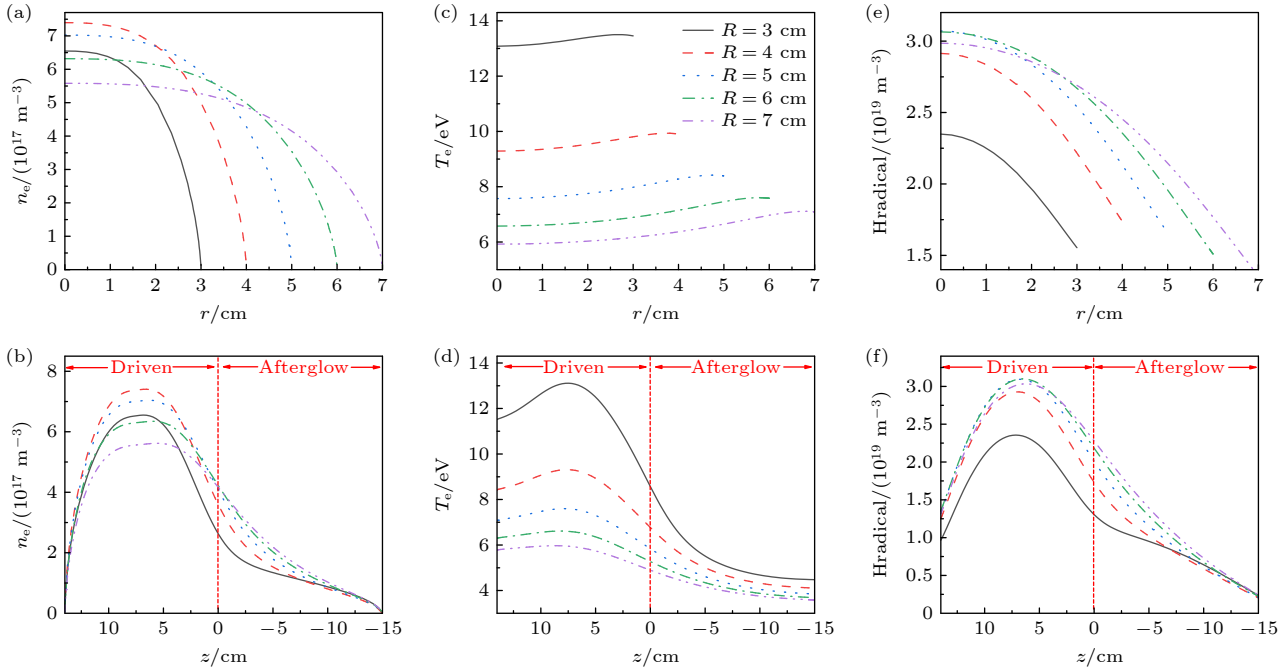 (a)
7
6
5
4
3
2
1
0
n_e/(10^17 m^−3)
0 1 2 3 4 5 6 7
r/cm
(c)
14
12
10
8
6
T_e/eV
0 1 2 3 4 5 6 7
r/cm
R = 3 cm
R = 4 cm
R = 5 cm
R = 6 cm
R = 7 cm
(e)
3.0
2.5
2.0
1.5
Hradical/(10^19 m^−3)
0 1 2 3 4 5 6 7
r/cm
(b)
Driven Afterglow
8
6
4
2
0
n_e/(10^17 m^−3)
10 5 0 −5 −10 −15
z/cm
(d)
Driven Afterglow
14
12
10
8
6
4
T_e/eV
10 5 0 −5 −10 −15
z/cm
(f)
Driven Afterglow
3.0
2.5
2.0
1.5
1.0
0.5
0
Hradical/(10^19 m^−3)
10 5 0 −5 −10 −15
z/cm